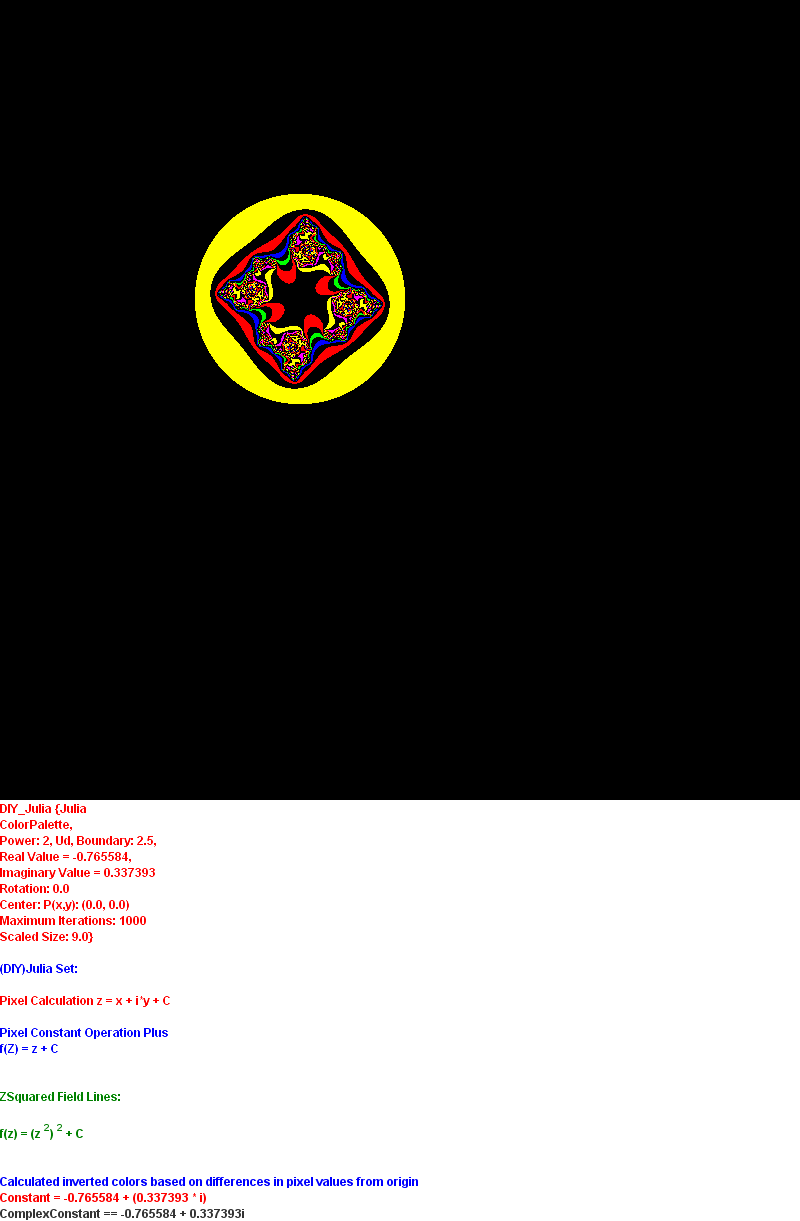 DIY_Julia {Julia
ColorPalette,
Power: 2, Ud, Boundary: 2.5,
Real Value = -0.765584,
Imaginary Value = 0.337393
Rotation: 0.0
Center: P(x,y): (0.0, 0.0)
Maximum Iterations: 1000
Scaled Size: 9.0}
(DIY)Julia Set:
Pixel Calculation z = x + i*y + C
Pixel Constant Operation Plus
f(Z) = z + C
ZSquared Field Lines:
f(z) = (z ²) ² + C
Calculated inverted colors based on differences in pixel values from origin
Constant = -0.765584 + (0.337393 * i)
ComplexConstant == -0.765584 + 0.337393i